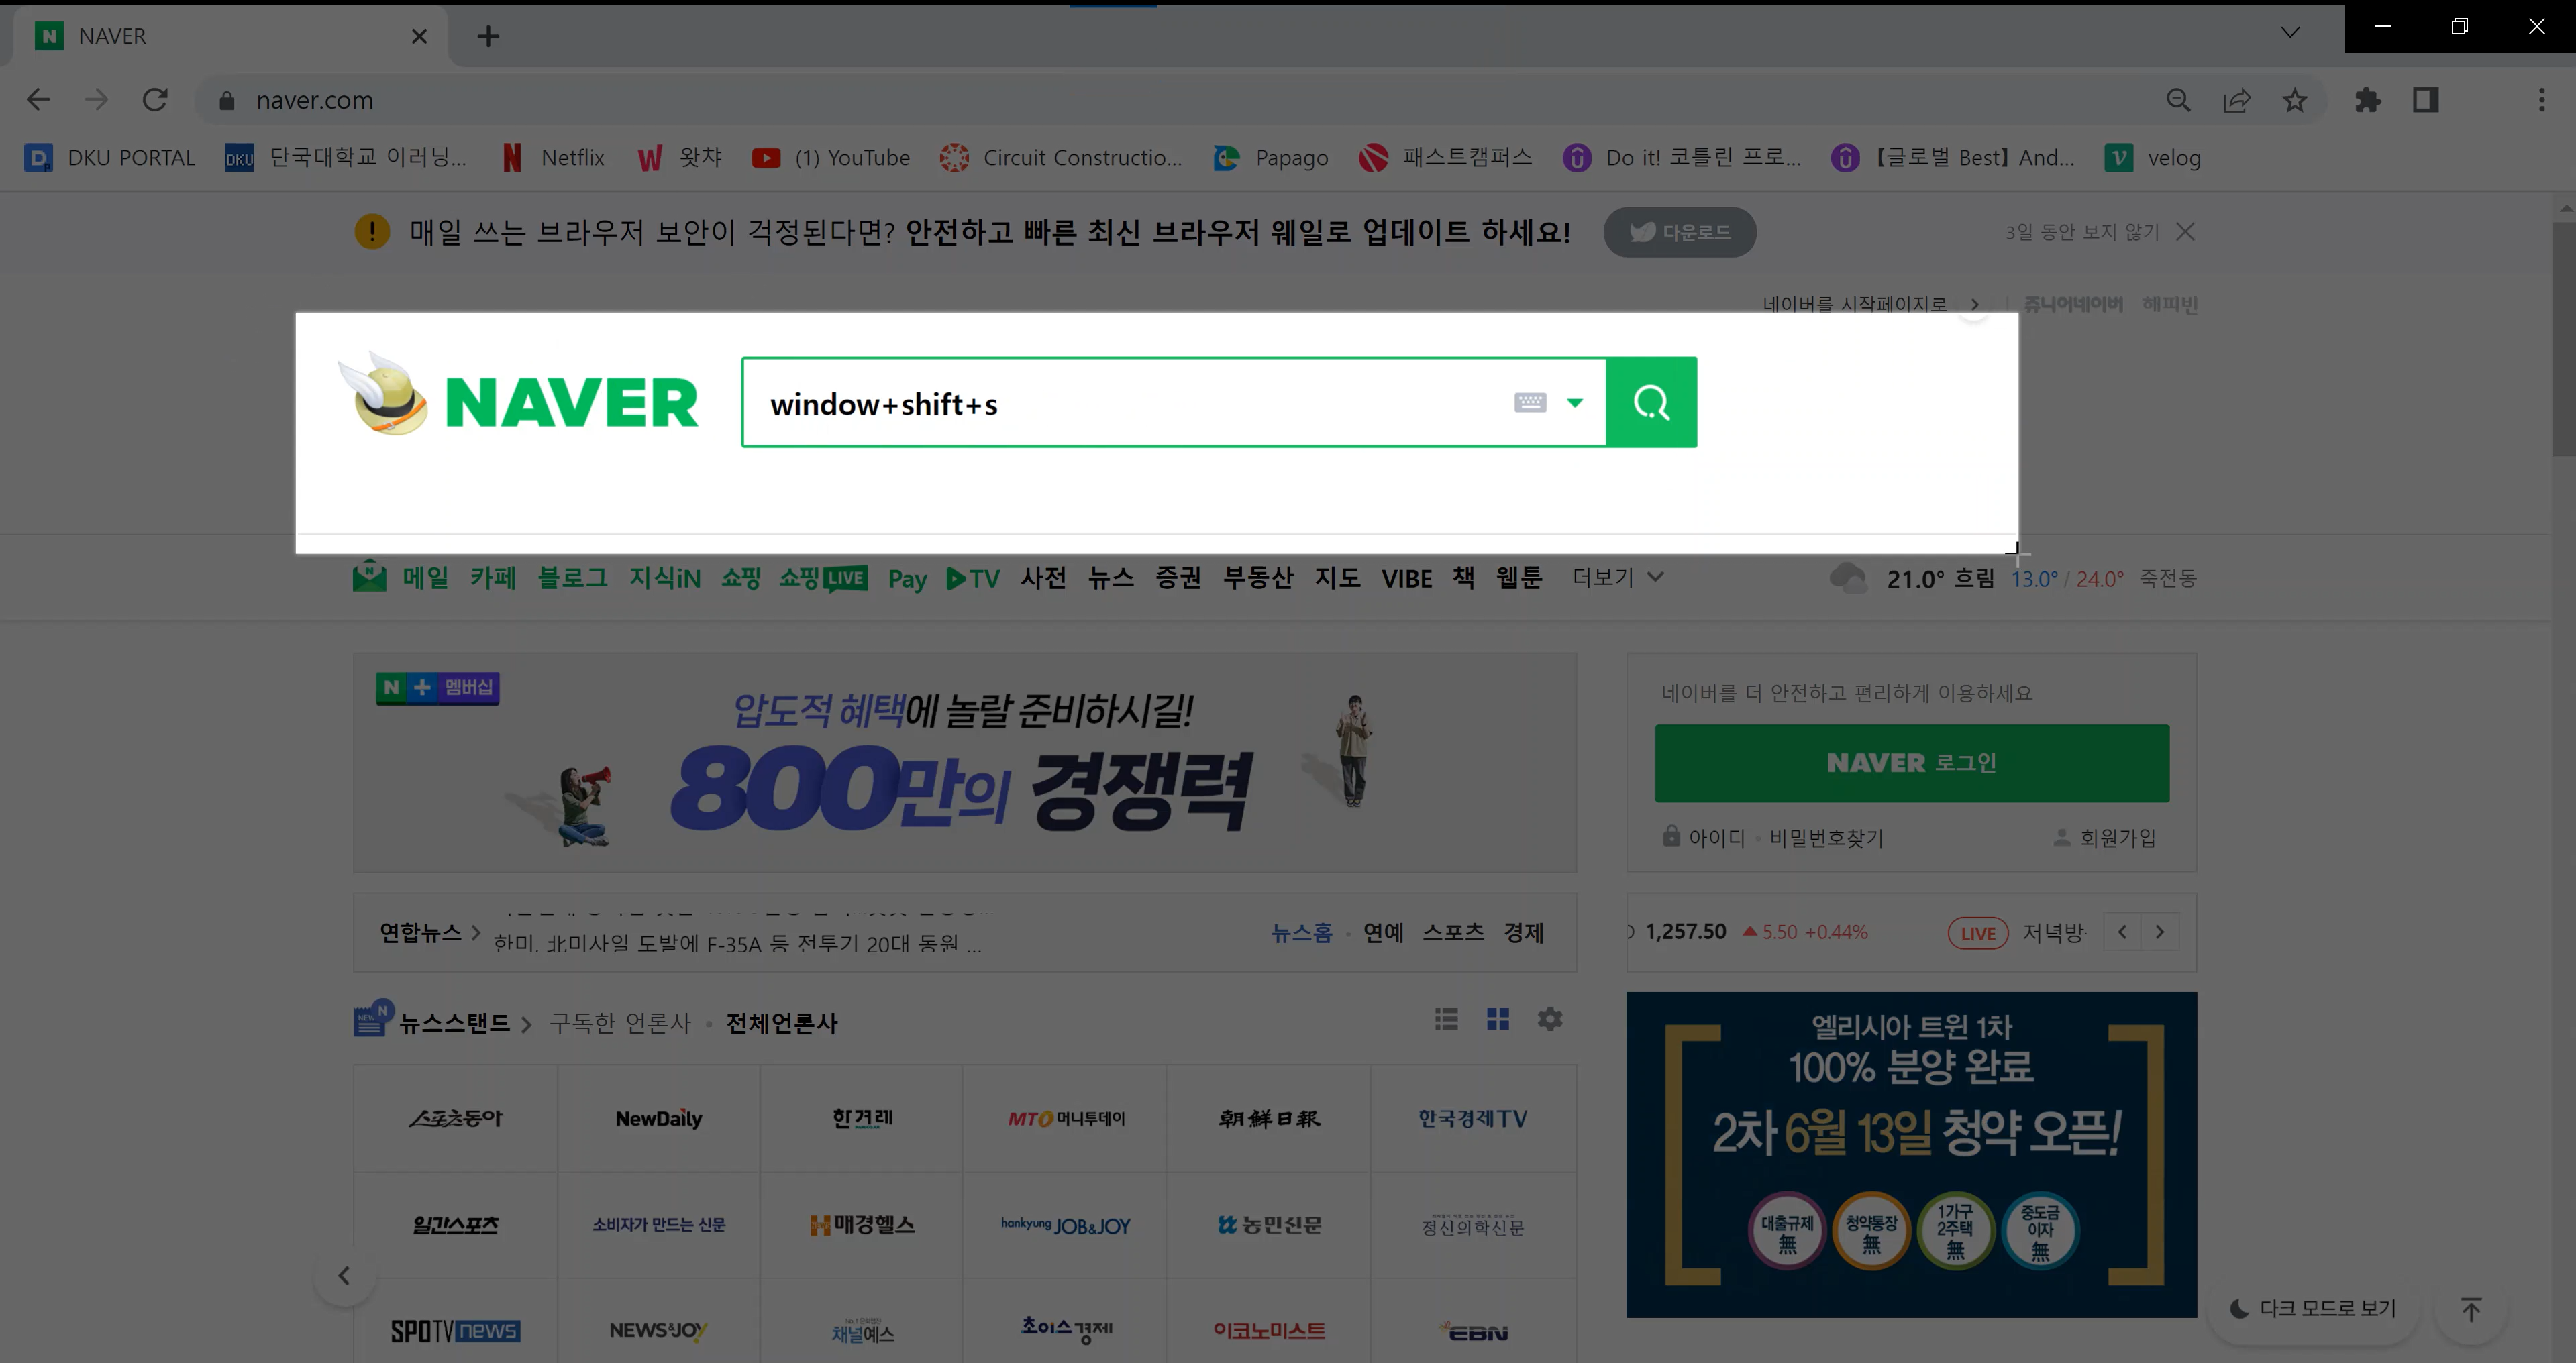 NAVER
naver.com
DKU PORTAL
단국대학교 이러닝...
Netflix
왓챠
(1) YouTube
Circuit Constructio...
Papago
패스트캠퍼스
Do it! 코틀린 프로...
【글로벌 Best】And...
velog
매일 쓰는 브라우저 보안이 걱정된다면? 안전하고 빠른 최신 브라우저 웨일로 업데이트 하세요!
다운로드
3일 동안 보지 않기
네이버를 시작페이지로
쥬니어네이버
해피빈
NAVER
window+shift+s
메일 카페 블로그 지식iN 쇼핑 쇼핑LIVE Pay TV 사전 뉴스 증권 부동산 지도 VIBE 책 웹툰 더보기
21.0° 흐림 13.0° / 24.0° 죽전동
N + 멤버십
압도적 혜택에 놀랄 준비하시길!
800만의 경쟁력
네이버를 더 안전하고 편리하게 이용하세요
NAVER 로그인
아이디 · 비밀번호찾기
회원가입
연합뉴스 >
한미, 北미사일 도발에 F-35A 등 전투기 20대 동원 ...
뉴스홈 · 연예 스포츠 경제
1,257.50 ▲ 5.50 +0.44%
LIVE 저녁방
뉴스스탠드 > 구독한 언론사 · 전체언론사
스포츠동아
NewDaily
한겨레
MTO 머니투데이
朝鮮日報
한국경제TV
일간스포츠
소비자가 만드는 신문
매경헬스
hankyung JOB&JOY
농민신문
정신의학신문
SPOTV news
NEWS&JOY
채널예스
초이스경제
이코노미스트
EBN
엘리시아 트윈 1차
100% 분양 완료
2차 6월 13일 청약 오픈!
대출규제 無
청약통장 無
1가구 2주택 無
중도금 이자 無
다크 모드로 보기